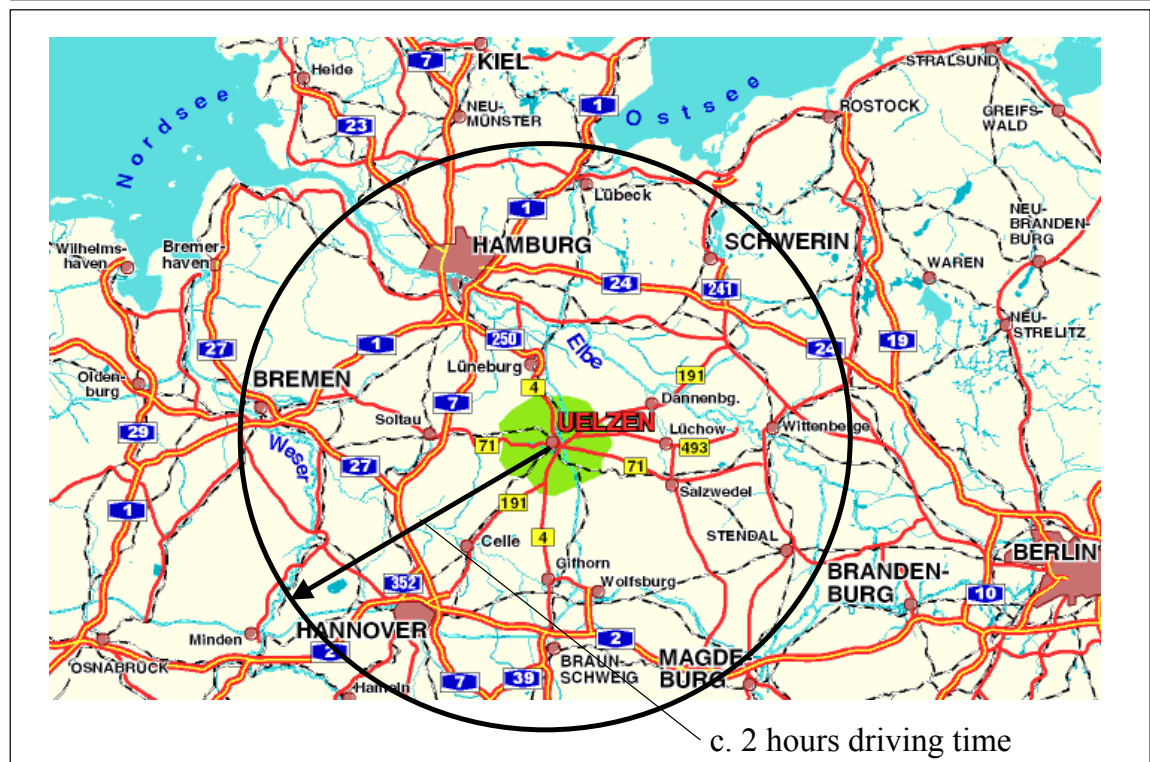 7
KIEL
STRALSUND
Heide
Ostsee
1
ROSTOCK
GREIFS-
WALD
NEU-
MÜNSTER
Nordsee
23
Lübeck
1
NEU-
BRANDEN-
BURG
HAMBURG
SCHWERIN
Wilhelms-
haven
Bremer-
haven
WAREN
24
241
NEU-
STRELITZ
250
Elbe
1
27
24
19
Lüneburg
191
BREMEN
Olden-
burg
4
7
Dannenbg.
Soltau
UELZEN
Lüchow
Wittenberge
29
71
493
Weser
27
71
Salzwedel
1
191
4
STENDAL
Celle
BERLIN
Gifhorn
BRANDEN-
BURG
352
Wolfsburg
10
Minden
HANNOVER
2
2
OSNABRÜCK
BRAUN-
SCHWEIG
MAGDE-
BURG
7
39
Hameln
c. 2 hours driving time